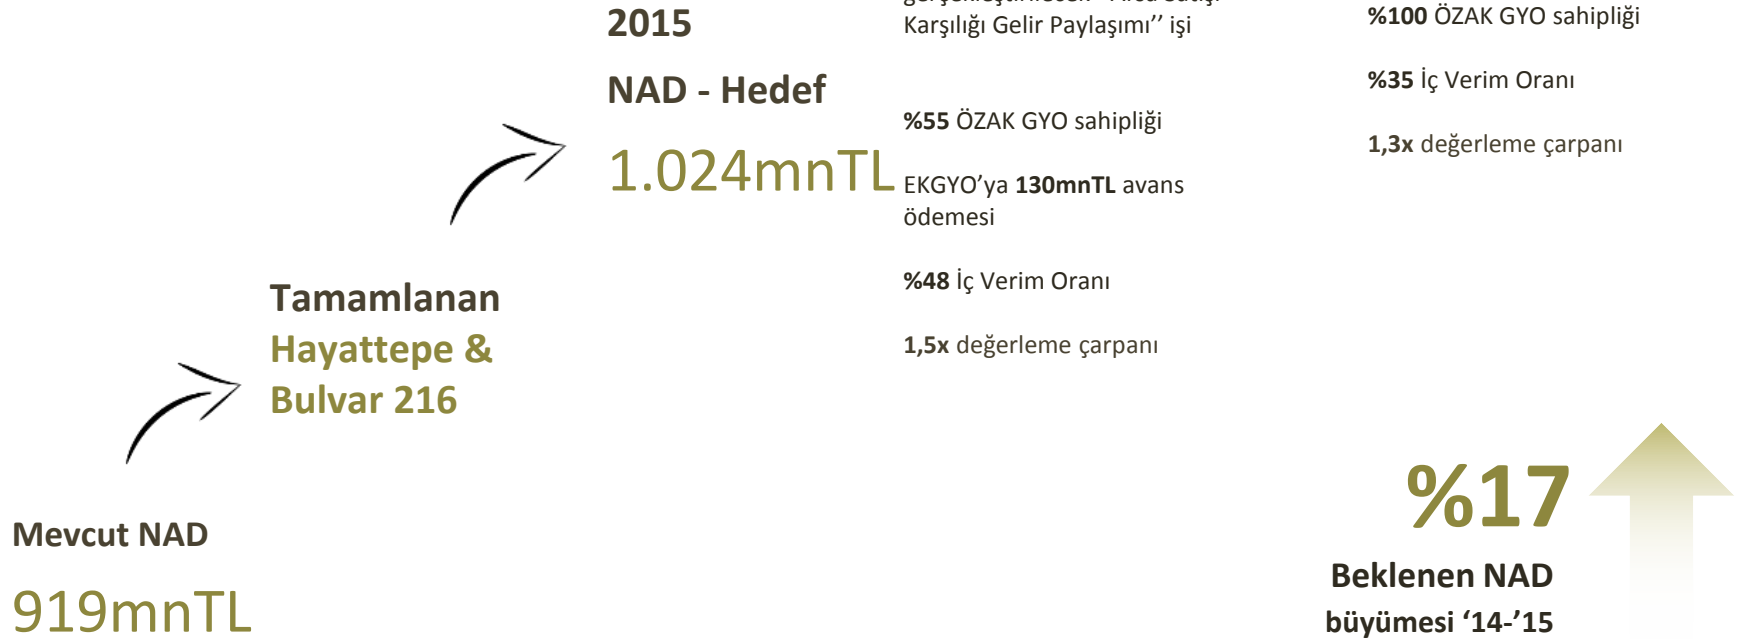 2015
NAD - Hedef
1.024mnTL
Karşılığı Gelir Paylaşımı’’ işi
%55 ÖZAK GYO sahipliği
EKGYO’ya 130mnTL avans
ödemesi
%48 İç Verim Oranı
1,5x değerleme çarpanı
%100 ÖZAK GYO sahipliği
%35 İç Verim Oranı
1,3x değerleme çarpanı
Tamamlanan
Hayattepe &
Bulvar 216
Mevcut NAD
919mnTL
%17
Beklenen NAD
büyümesi ‘14-’15